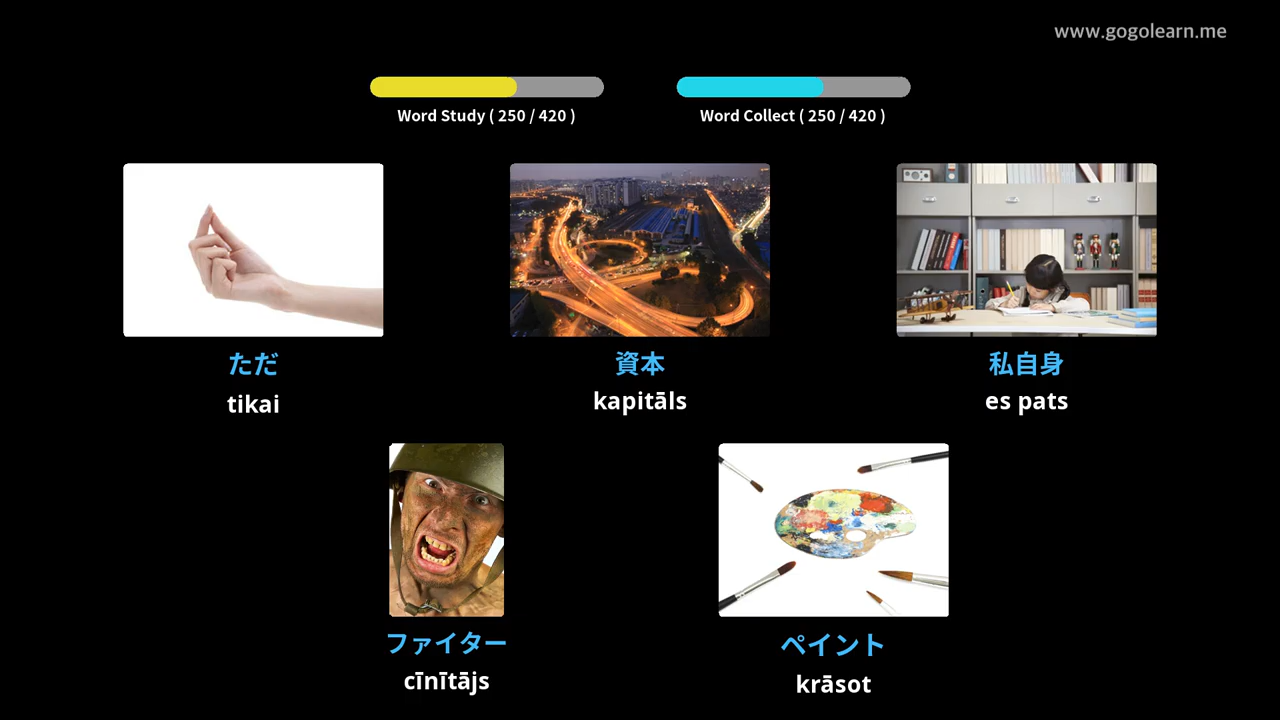 www.gogolearn.me
Word Study ( 250 / 420 )
Word Collect ( 250 / 420 )
ただ
tikai
資本
kapitāls
私自身
es pats
ファイター
cīnītājs
ペイント
krāsot